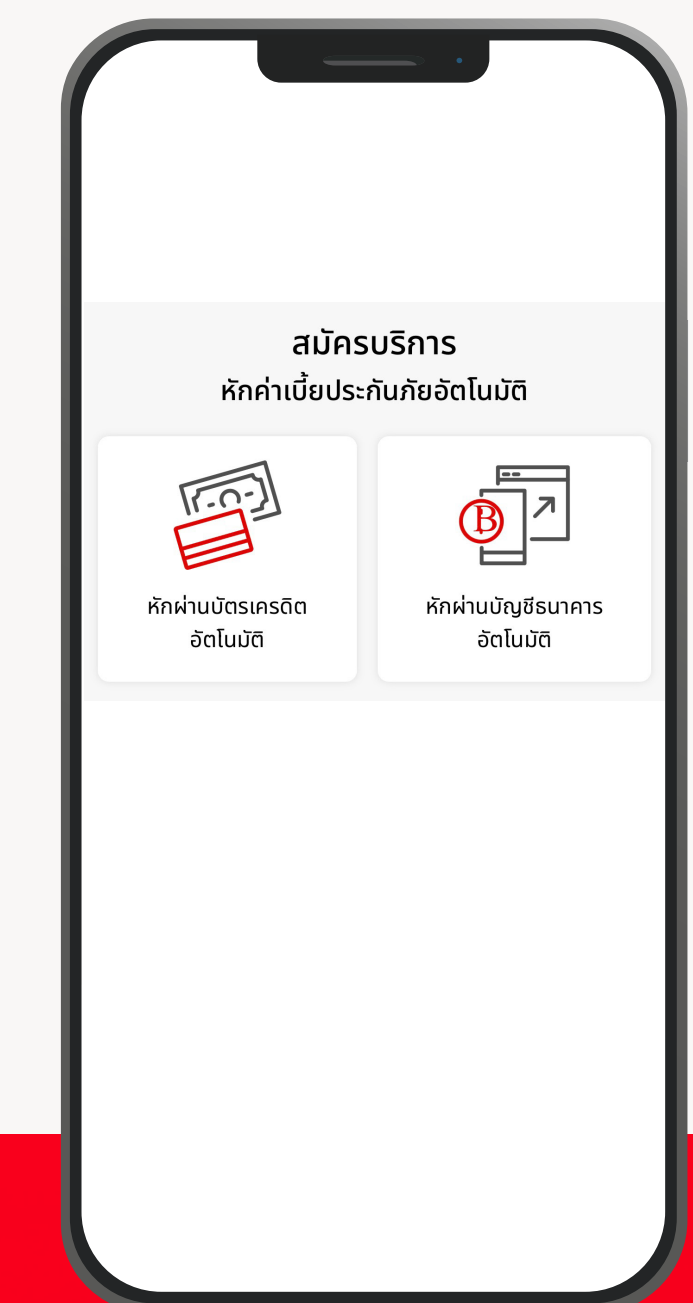 สมัครบริการ
หักค่าเบี้ยประกันภัยอัตโนมัติ
หักผ่านบัตรเครดิต
อัตโนมัติ
B
หักผ่านบัญชีธนาคาร
อัตโนมัติ